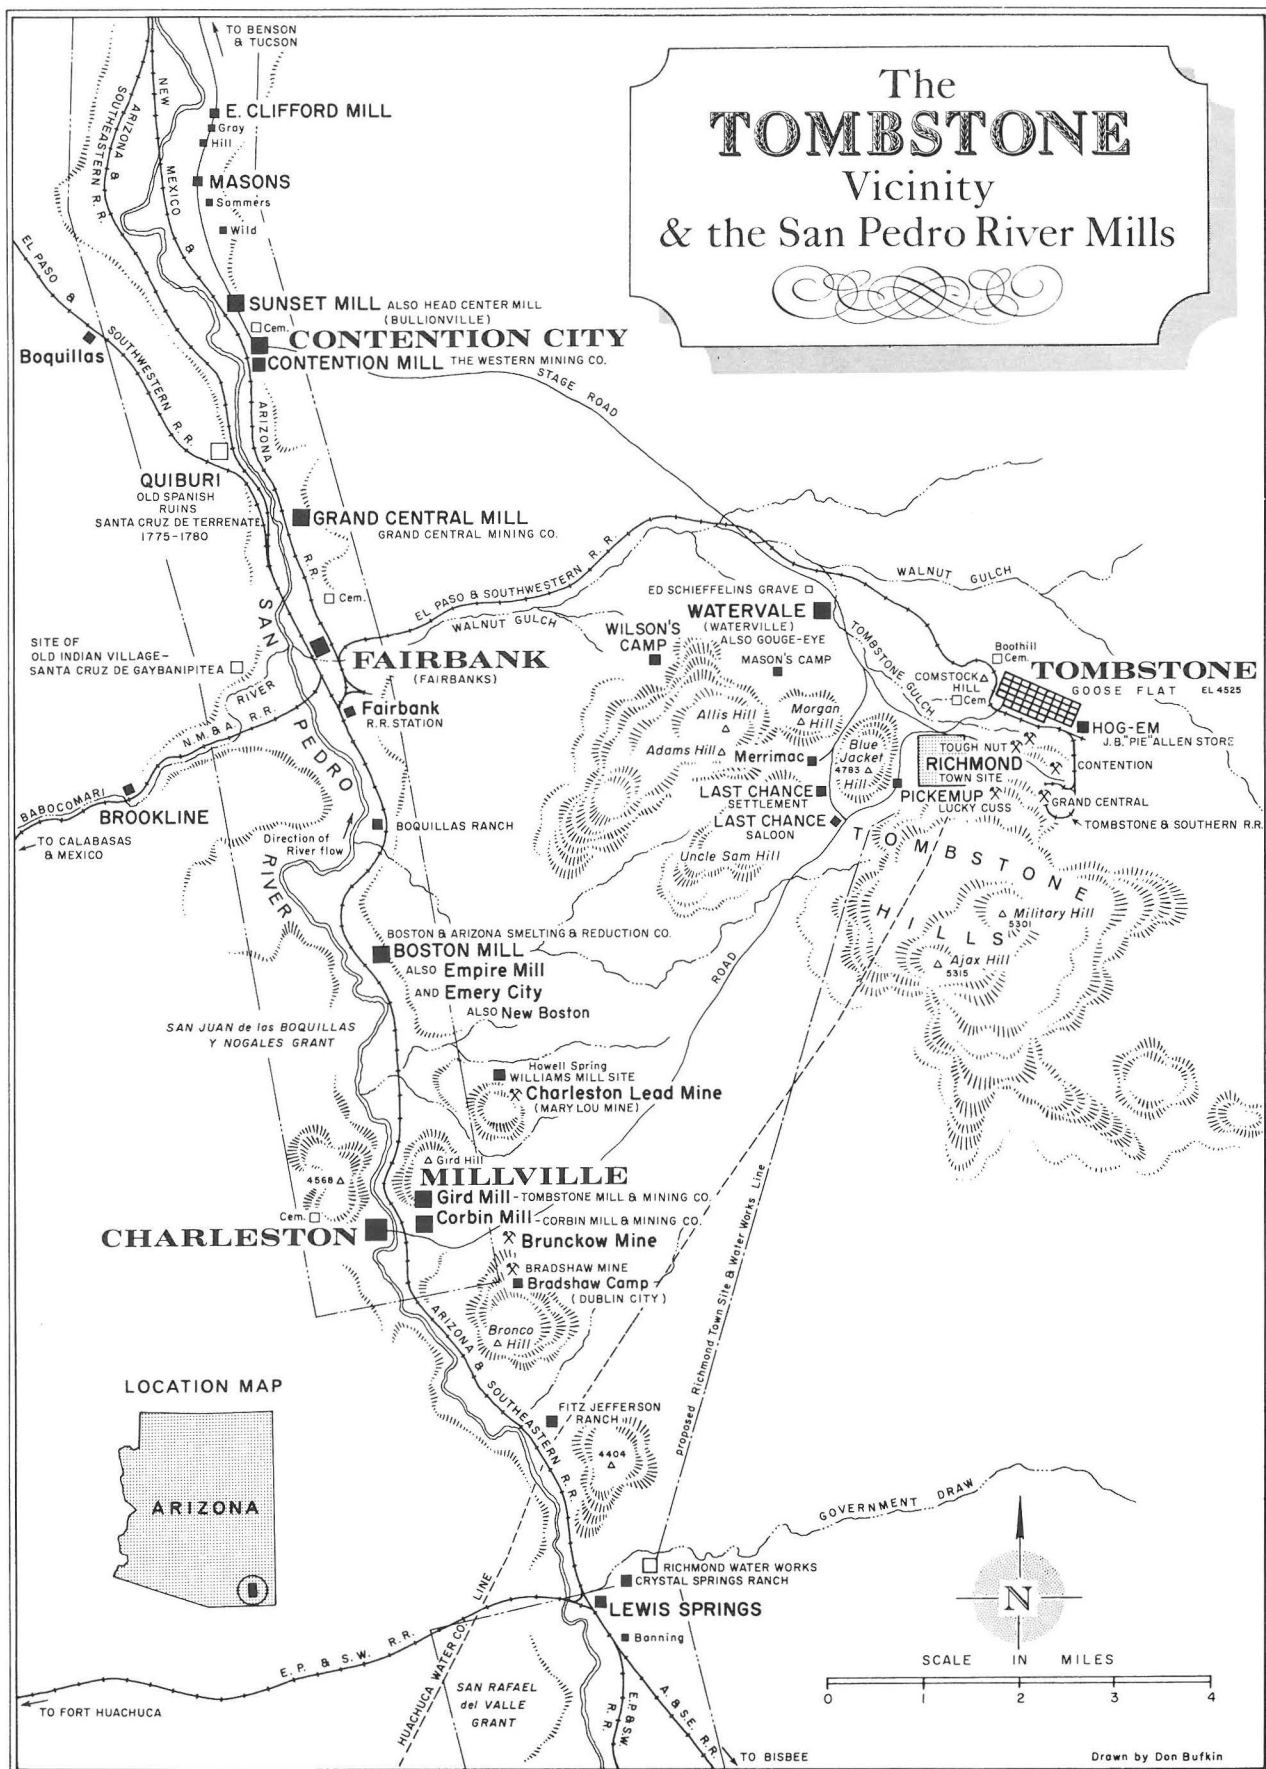 The
TOMBSTONE
Vicinity
& the San Pedro River Mills
TO BENSON
& TUCSON
E. CLIFFORD MILL
Gray
Hill
MASONS
Sommers
Wild
ARIZONA &
SOUTHEASTERN R.R.
NEW
MEXICO
&
ARIZONA
R.R.
EL PASO &
SOUTHWESTERN R.R.
Boquillas
SUNSET MILL ALSO HEAD CENTER MILL
(BULLIONVILLE)
Cem.
CONTENTION CITY
CONTENTION MILL THE WESTERN MINING CO.
STAGE ROAD
QUIBURI
OLD SPANISH
RUINS
SANTA CRUZ DE TERRENATE
1775-1780
GRAND CENTRAL MILL
GRAND CENTRAL MINING CO.
Cem.
EL PASO & SOUTHWESTERN R. R.
WALNUT GULCH
WALNUT GULCH
ED SCHIEFFELINS GRAVE
WATERVALE
(WATERVILLE)
ALSO GOUGE-EYE
WILSON'S
CAMP
MASON'S CAMP
TOMBSTONE GULCH
Boothill
Cem.
COMSTOCK
HILL
Cem
TOMBSTONE
GOOSE FLAT EL 4525
HOG-EM
J.B."PIE"ALLEN STORE
SITE OF
OLD INDIAN VILLAGE-
SANTA CRUZ DE GAYBANIPITEA
FAIRBANK
(FAIRBANKS)
Fairbank
R.R. STATION
SAN PEDRO RIVER
N.M.& A. R.R.
BABOCOMARI RIVER
BROOKLINE
TO CALABASAS
& MEXICO
Direction of
River flow
BOQUILLAS RANCH
Allis Hill
Morgan
Hill
Adams Hill
Merrimac
Blue
Jacket
4783
Hill
TOUGH NUT
RICHMOND
TOWN SITE
CONTENTION
PICKEMUP
LUCKY CUSS
GRAND CENTRAL
TOMBSTONE & SOUTHERN R.R.
LAST CHANCE
SETTLEMENT
LAST CHANCE
SALOON
Uncle Sam Hill
TOMBSTONE
HILLS
Military Hill
5301
Ajax Hill
5315
BOSTON & ARIZONA SMELTING & REDUCTION CO.
BOSTON MILL
ALSO Empire Mill
AND Emery City
ALSO New Boston
ROAD
SAN JUAN de las BOQUILLAS
Y NOGALES GRANT
Howell Spring
WILLIAMS MILL SITE
Charleston Lead Mine
(MARY LOU MINE)
Gird Hill
4568
MILLVILLE
Gird Mill-TOMBSTONE MILL & MINING CO.
Corbin Mill-CORBIN MILL & MINING CO.
Cem.
CHARLESTON
Brunckow Mine
BRADSHAW MINE
Bradshaw Camp
(DUBLIN CITY)
Bronco
Hill
ARIZONA & SOUTHEASTERN R.R.
proposed Richmond Town Site & Water Works Line
FITZ JEFFERSON
RANCH
4404
LOCATION MAP
ARIZONA
GOVERNMENT DRAW
RICHMOND WATER WORKS
CRYSTAL SPRINGS RANCH
LEWIS SPRINGS
Banning
HUACHUCA WATER CO. LINE
E. P. & S.W. R.R.
TO FORT HUACHUCA
SAN RAFAEL
del VALLE
GRANT
E.P.& S.W.
R. R.
A. & S.E. R.R.
TO BISBEE
N
SCALE IN MILES
0 1 2 3 4
Drawn by Don Bufkin